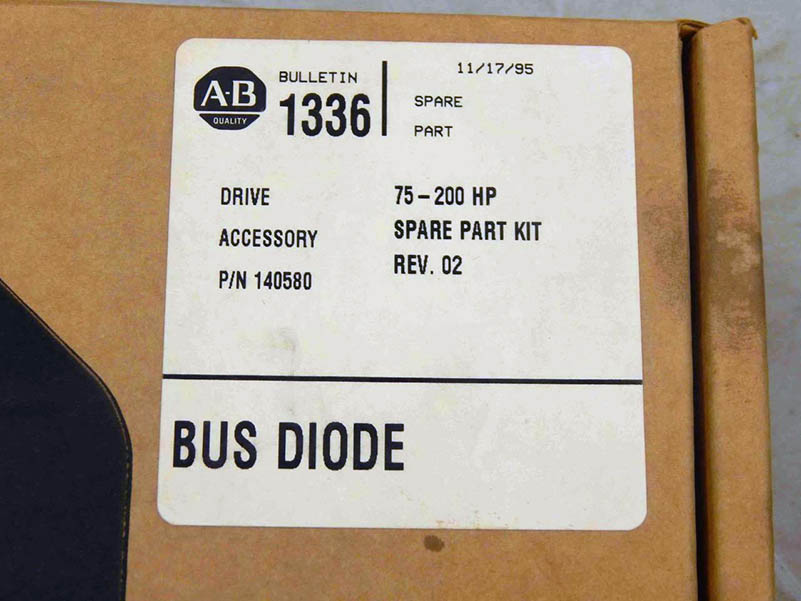 A-B
QUALITY
BULLETIN
1336
11/17/95
SPARE
PART
DRIVE
ACCESSORY
P/N 140580
75-200 HP
SPARE PART KIT
REV. 02
BUS DIODE